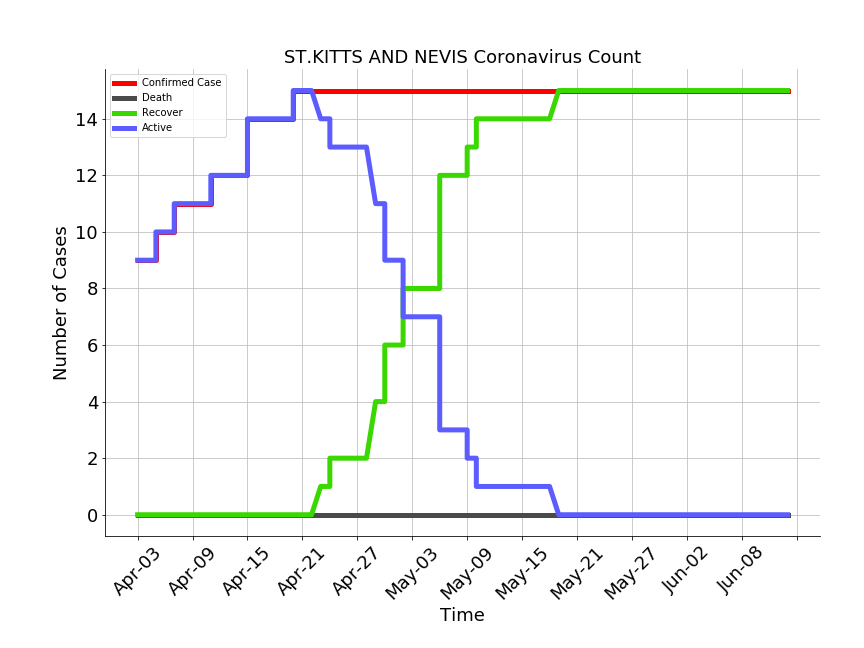 ST.KITTS AND NEVIS Coronavirus Count
Confirmed Case
Death
Recover
Active
Number of Cases
14
12
10
8
6
4
2
0
Apr-03 Apr-09 Apr-15 Apr-21 Apr-27 May-03 May-09 May-15 May-21 May-27 Jun-02 Jun-08
Time